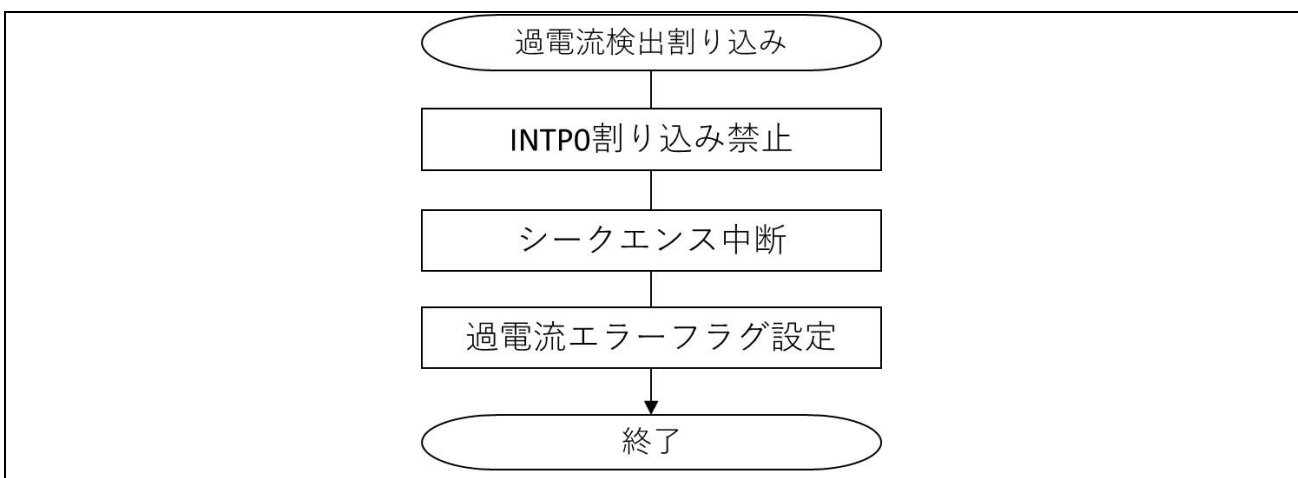 過電流検出割り込み
INTP0割り込み禁止
シークエンス中断
過電流エラーフラグ設定
終了